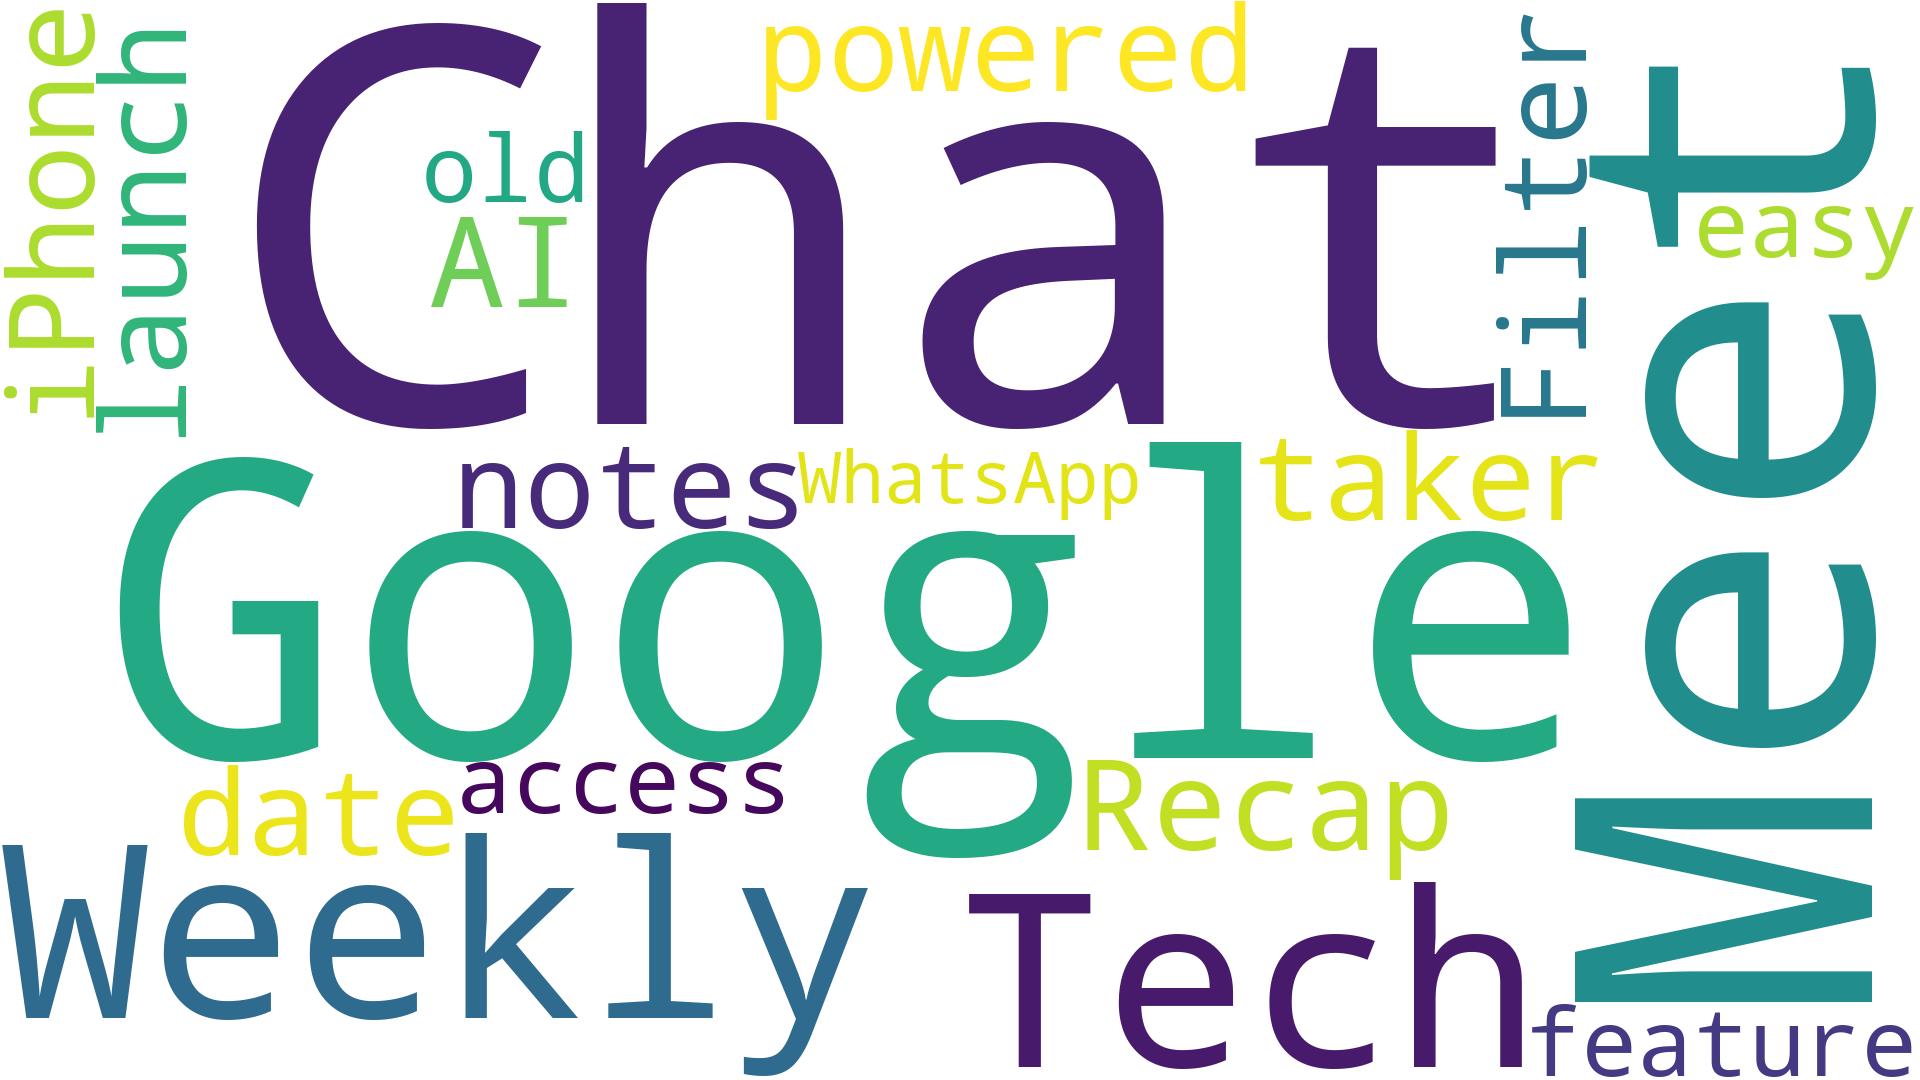 iPhone
launch
Chat
powered
old
AI
Filter
Meet
easy
notes
WhatsApp
taker
Google
date
access
Recap
Weekly
Tech
feature